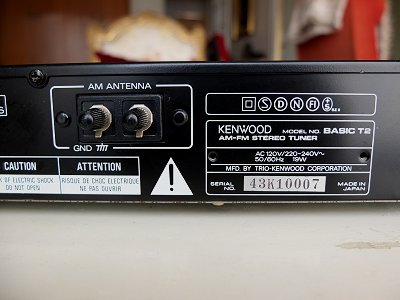 AM ANTENNA
GND
S
CAUTION
ATTENTION
K OF ELECTRIC SHOCK
DO NOT OPEN
RISQUE DE CHOC ELECTRIQUE
NE PAS OUVRIR
!
S D N FI
KENWOOD MODEL NO. BASIC T2
AM-FM STEREO TUNER
AC 120V/220-240V~
50/60Hz 19W
MFD. BY TRIO-KENWOOD CORPORATION
SERIAL NO. 43K10007 MADE IN JAPAN